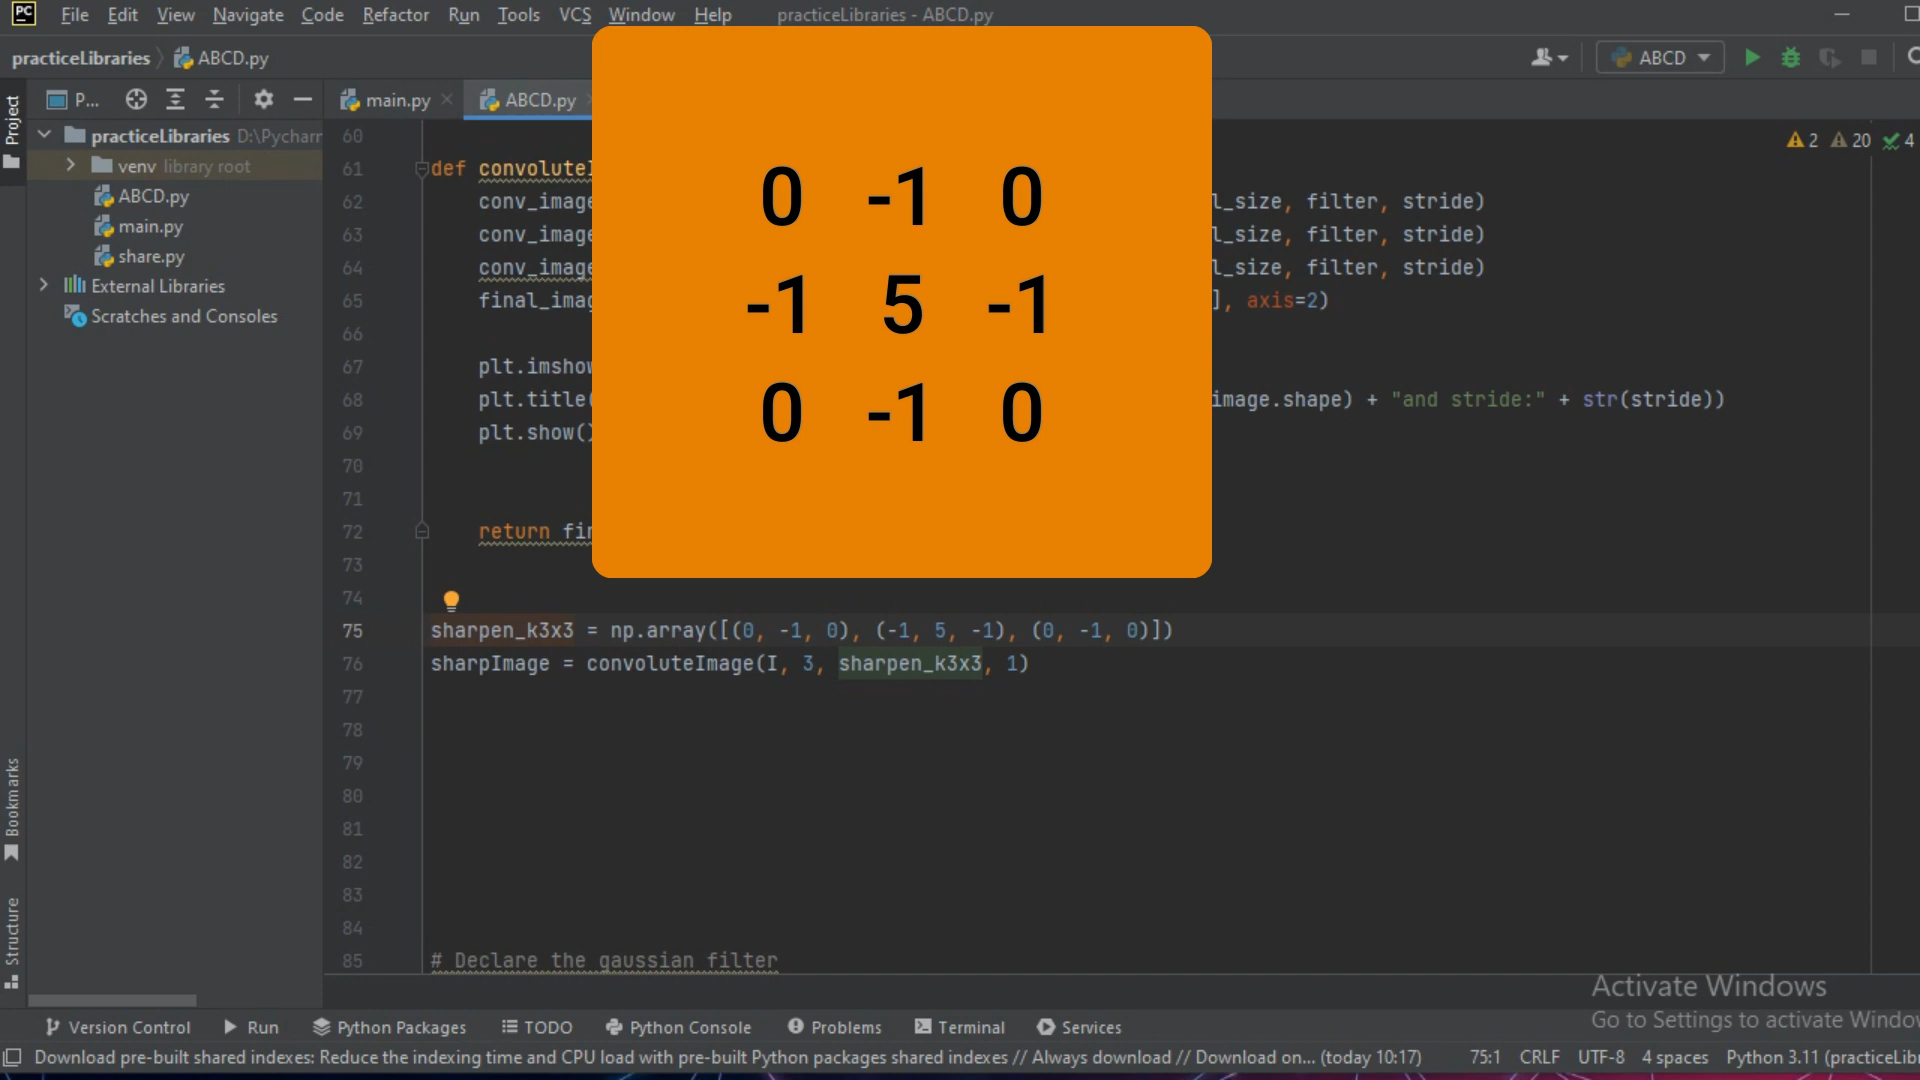 PC File Edit View Navigate Code Refactor Run Tools VCS Window Help practiceLibraries - ABCD.py
practiceLibraries ABCD.py ABCD
Project P... main.py ABCD.py
practiceLibraries D:\Pychar
venv library root
ABCD.py
main.py
share.py
External Libraries
Scratches and Consoles
2 20 4
60
61 def convolute
62 conv_image l_size, filter, stride)
63 conv_image l_size, filter, stride)
64 conv_image l_size, filter, stride)
65 final_imag ], axis=2)
66
67 plt.imshow
68 plt.title( image.shape) + "and stride:" + str(stride))
69 plt.show()
70
71
72 return fin
73
74
75 sharpen_k3x3 = np.array([(0, -1, 0), (-1, 5, -1), (0, -1, 0)])
76 sharpImage = convoluteImage(I, 3, sharpen_k3x3, 1)
77
78
79
80
81
82
83
84
85 # Declare the gaussian filter
0 -1 0
-1 5 -1
0 -1 0
Bookmarks
Structure
Activate Windows
Go to Settings to activate Windo
Version Control Run Python Packages TODO Python Console Problems Terminal Services
Download pre-built shared indexes: Reduce the indexing time and CPU load with pre-built Python packages shared indexes // Always download // Download on... (today 10:17) 75:1 CRLF UTF-8 4 spaces Python 3.11 (practiceLib